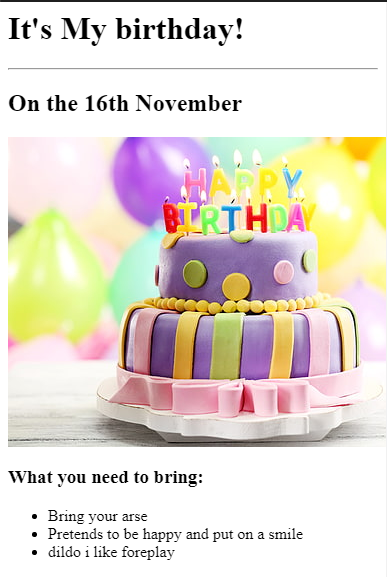 It's My birthday!
On the 16th November
HAPPY
BIRTHDAY
What you need to bring:
Bring your arse
Pretends to be happy and put on a smile
dildo i like foreplay